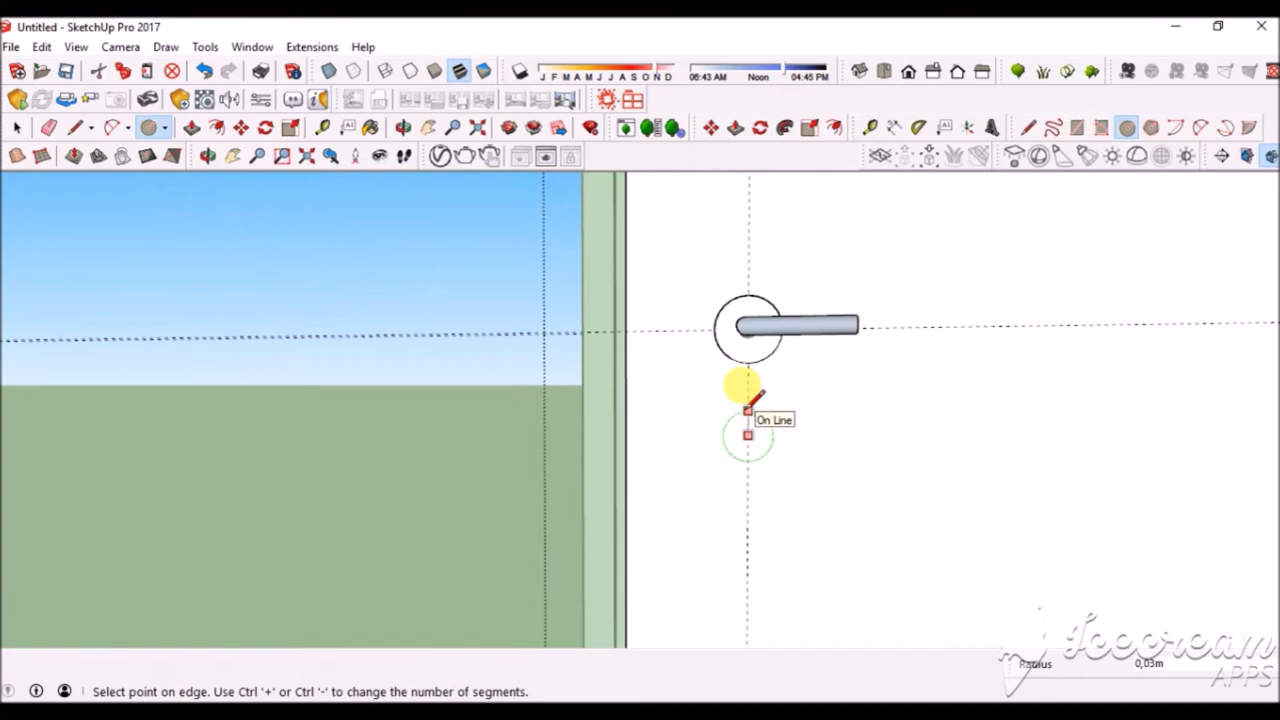 Untitled - SketchUp Pro 2017
File Edit View Camera Draw Tools Window Extensions Help
J F M A M J J A S O N D 06:43 AM Noon 04:45 PM
On Line
Icecream
Radius 0,03m
APPS
Select point on edge. Use Ctrl '+' or Ctrl '-' to change the number of segments.